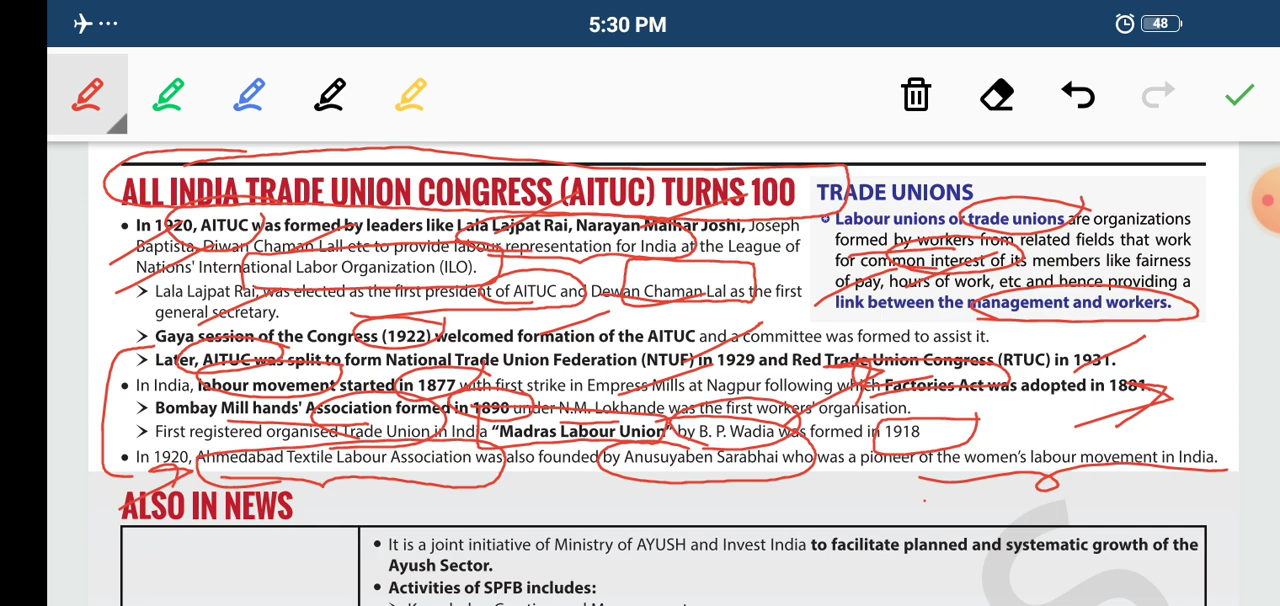 5:30 PM
48
ALL INDIA TRADE UNION CONGRESS (AITUC) TURNS 100
• In 1920, AITUC was formed by leaders like Lala Lajpat Rai, Narayan Malhar Joshi, Joseph
Baptista, Diwan Chaman Lall etc to provide labour representation for India at the League of
Nations' International Labor Organization (ILO).
➤ Lala Lajpat Rai, was elected as the first president of AITUC and Dewan Chaman Lal as the first
general secretary.
➤ Gaya session of the Congress (1922) welcomed formation of the AITUC and a committee was formed to assist it.
➤ Later, AITUC was split to form National Trade Union Federation (NTUF) in 1929 and Red Trade Union Congress (RTUC) in 1931.
• In India, labour movement started in 1877 with first strike in Empress Mills at Nagpur following which Factories Act was adopted in 1881.
➤ Bombay Mill hands' Association formed in 1890 under N.M. Lokhande was the first workers' organisation.
➤ First registered organised Trade Union in India "Madras Labour Union" by B. P. Wadia was formed in 1918
• In 1920, Ahmedabad Textile Labour Association was also founded by Anusuyaben Sarabhai who was a pioneer of the women's labour movement in India.
TRADE UNIONS
Labour unions or trade unions are organizations
formed by workers from related fields that work
for common interest of its members like fairness
of pay, hours of work, etc and hence providing a
link between the management and workers.
ALSO IN NEWS
• It is a joint initiative of Ministry of AYUSH and Invest India to facilitate planned and systematic growth of the
Ayush Sector.
• Activities of SPFB includes: